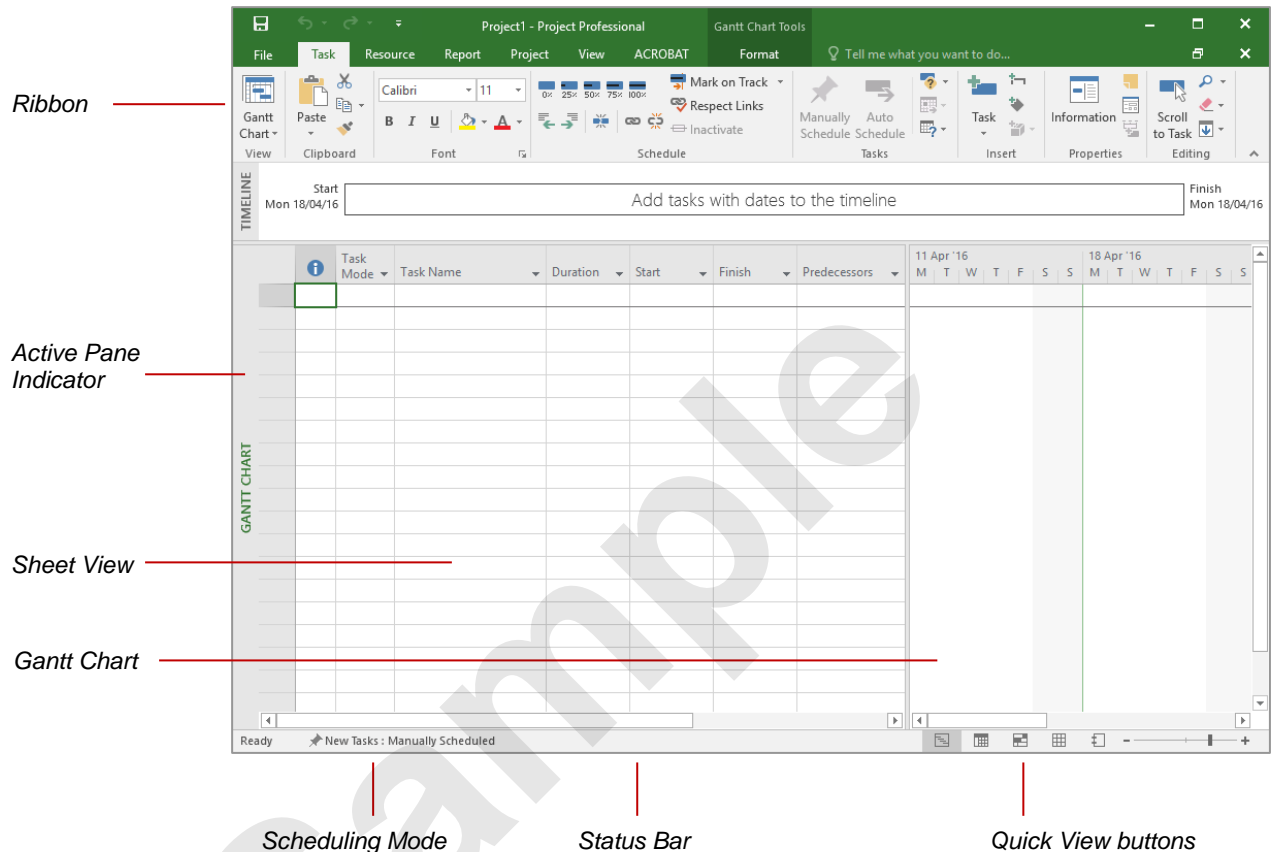 Project1 - Project Professional
Gantt Chart Tools
File Task Resource Report Project View ACROBAT Format Tell me what you want to do...
Ribbon
Gantt Chart
View
Paste
Clipboard
Calibri 11
B I U A
Font
0% 25% 50% 75% 100%
Mark on Track
Respect Links
Inactivate
Schedule
Manually Schedule
Auto Schedule
Tasks
Task
Insert
Information
Properties
Scroll to Task
Editing
TIMELINE
Start
Mon 18/04/16
Add tasks with dates to the timeline
Finish
Mon 18/04/16
Task Mode
Task Name
Duration
Start
Finish
Predecessors
11 Apr '16
18 Apr '16
M T W T F S S M T W T F S S
Active Pane
Indicator
GANTT CHART
Sheet View
Gantt Chart
Sample
Ready
New Tasks : Manually Scheduled
Scheduling Mode
Status Bar
Quick View buttons